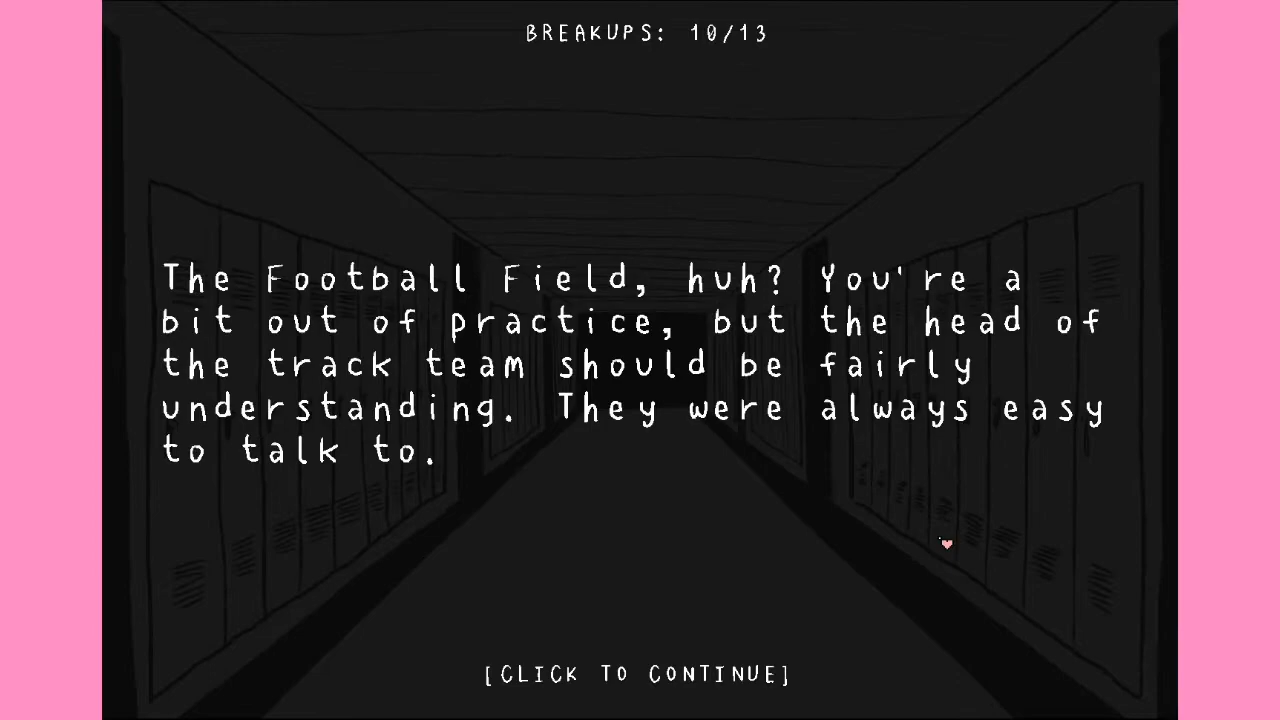 BREAKUPS: 10/13
The Football Field, huh? You're a
bit out of practice, but the head of
the track team should be fairly
understanding. They were always easy
to talk to.
[CLICK TO CONTINUE]